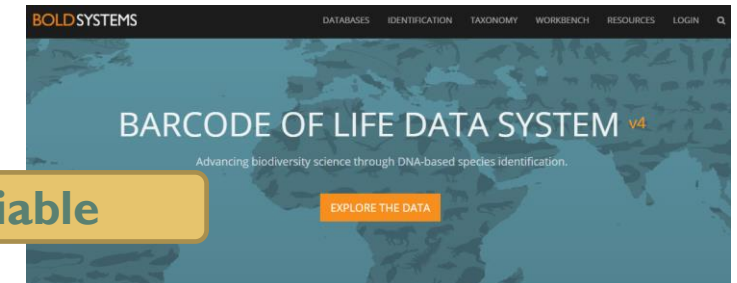 BOLDSYSTEMS
DATABASES IDENTIFICATION TAXONOMY WORKBENCH RESOURCES LOGIN
BARCODE OF LIFE DATA SYSTEM v4
Advancing biodiversity science through DNA-based species identification.
iable
EXPLORE THE DATA